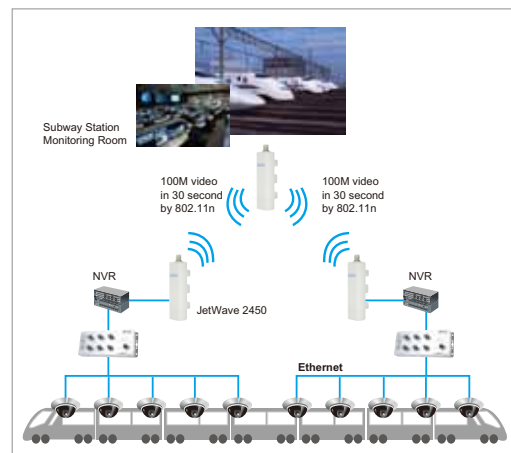 Subway Station
Monitoring Room
100M video
in 30 second
by 802.11n
100M video
in 30 second
by 802.11n
NVR
JetWave 2450
NVR
Ethernet